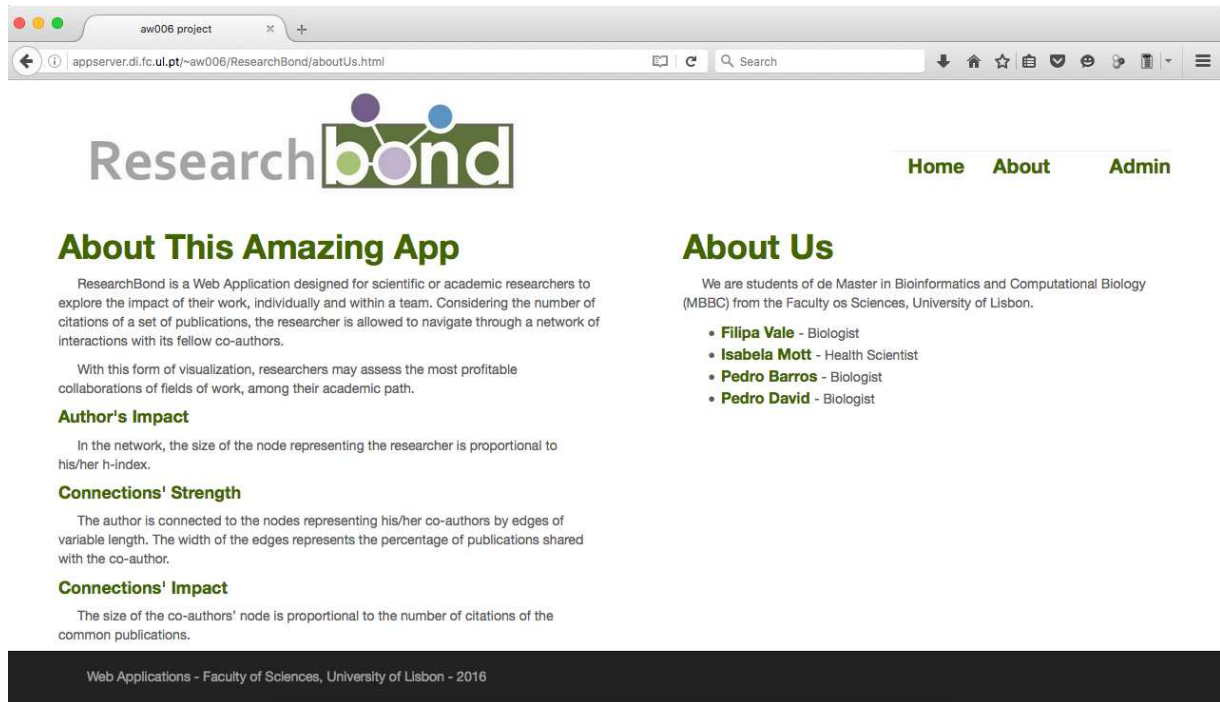 aw006 project
appserver.di.fc.ul.pt/~aw006/ResearchBond/aboutUs.html
Search
Researchbond
Home About Admin
About This Amazing App
ResearchBond is a Web Application designed for scientific or academic researchers to
explore the impact of their work, individually and within a team. Considering the number of
citations of a set of publications, the researcher is allowed to navigate through a network of
interactions with its fellow co-authors.
With this form of visualization, researchers may assess the most profitable
collaborations of fields of work, among their academic path.
Author's Impact
In the network, the size of the node representing the researcher is proportional to
his/her h-index.
Connections' Strength
The author is connected to the nodes representing his/her co-authors by edges of
variable length. The width of the edges represents the percentage of publications shared
with the co-author.
Connections' Impact
The size of the co-authors’ node is proportional to the number of citations of the
common publications.
About Us
We are students of de Master in Bioinformatics and Computational Biology
(MBBC) from the Faculty os Sciences, University of Lisbon.
• Filipa Vale - Biologist
• Isabela Mott - Health Scientist
• Pedro Barros - Biologist
• Pedro David - Biologist
Web Applications - Faculty of Sciences, University of Lisbon - 2016